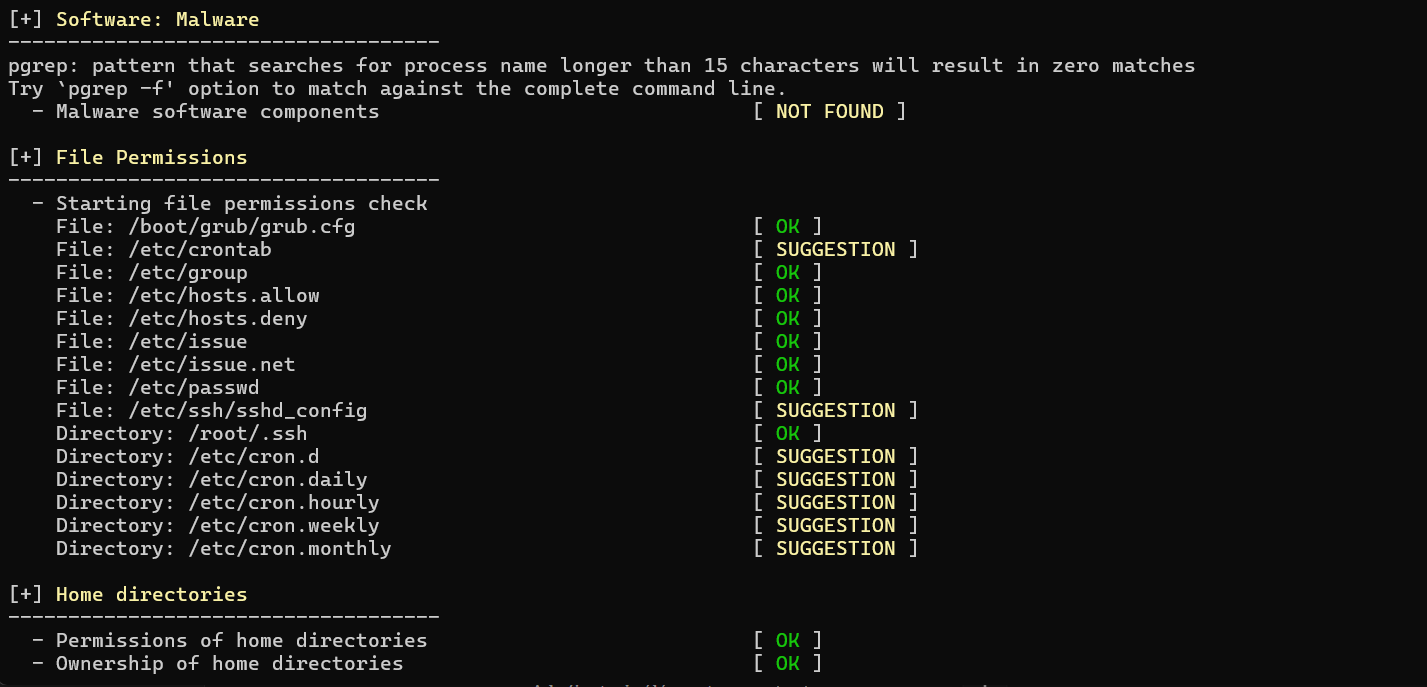 [+] Software: Malware
------------------------------------
pgrep: pattern that searches for process name longer than 15 characters will result in zero matches
Try `pgrep -f' option to match against the complete command line.
  - Malware software components                               [ NOT FOUND ]

[+] File Permissions
------------------------------------
  - Starting file permissions check
    File: /boot/grub/grub.cfg                                 [ OK ]
    File: /etc/crontab                                        [ SUGGESTION ]
    File: /etc/group                                          [ OK ]
    File: /etc/hosts.allow                                    [ OK ]
    File: /etc/hosts.deny                                     [ OK ]
    File: /etc/issue                                          [ OK ]
    File: /etc/issue.net                                      [ OK ]
    File: /etc/passwd                                         [ OK ]
    File: /etc/ssh/sshd_config                                [ SUGGESTION ]
    Directory: /root/.ssh                                     [ OK ]
    Directory: /etc/cron.d                                    [ SUGGESTION ]
    Directory: /etc/cron.daily                                [ SUGGESTION ]
    Directory: /etc/cron.hourly                               [ SUGGESTION ]
    Directory: /etc/cron.weekly                               [ SUGGESTION ]
    Directory: /etc/cron.monthly                              [ SUGGESTION ]

[+] Home directories
------------------------------------
  - Permissions of home directories                           [ OK ]
  - Ownership of home directories                             [ OK ]